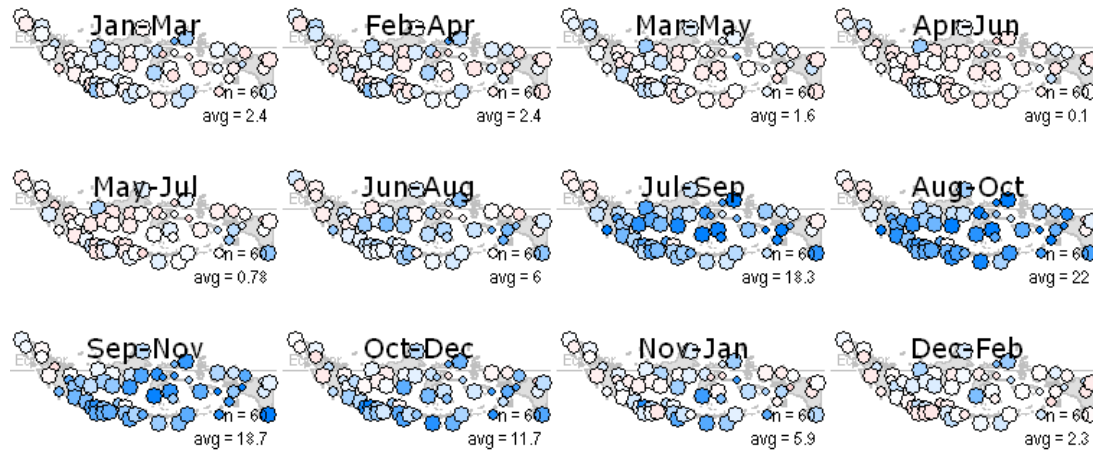 Jan-Mar
n = 60
avg = 2.4
Feb-Apr
n = 60
avg = 2.4
Mar-May
n = 60
avg = 1.6
Apr-Jun
n = 60
avg = 0.1
May-Jul
n = 60
avg = 0.78
Jun-Aug
n = 60
avg = 6
Jul-Sep
n = 60
avg = 18.3
Aug-Oct
n = 60
avg = 22
Sep-Nov
n = 60
avg = 18.7
Oct-Dec
n = 60
avg = 11.7
Nov-Jan
n = 60
avg = 5.9
Dec-Feb
n = 60
avg = 2.3